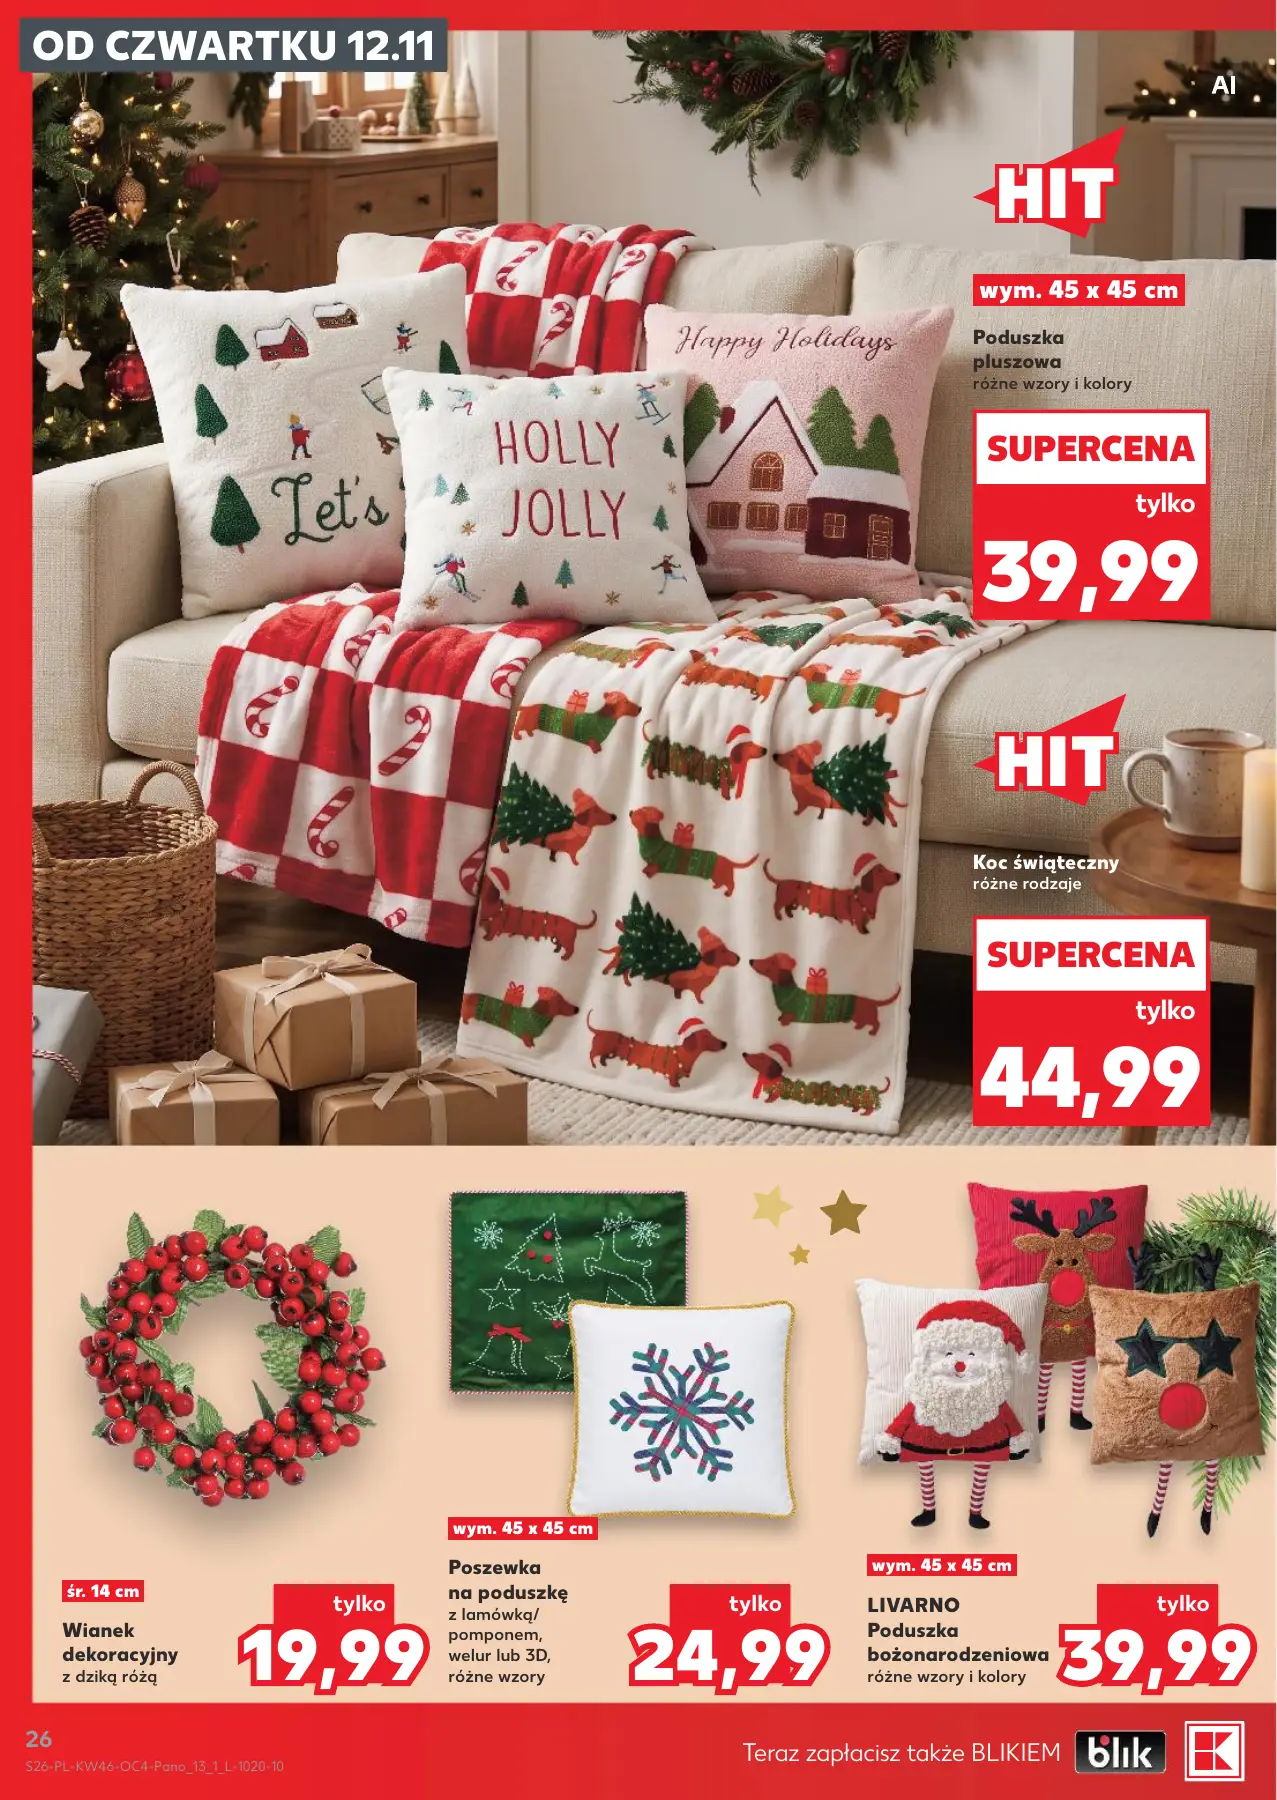 OD CZWARTKU 12.11
AI
HIT
wym. 45 x 45 cm
Poduszka
pluszowa
różne wzory i kolory
SUPERCENA
tylko
39,99
Happy Holidays
HOLLY
JOLLY
Let's
HIT
Koc świąteczny
różne rodzaje
SUPERCENA
tylko
44,99
śr. 14 cm
Wianek
dekoracyjny
z dziką różą
tylko
19,99
wym. 45 x 45 cm
Poszewka
na poduszkę
z lamówką/
pomponem,
welur lub 3D,
różne wzory
tylko
24,99
wym. 45 x 45 cm
LIVARNO
Poduszka
bożonarodzeniowa
różne wzory i kolory
tylko
39,99
26
S26-PL-KW46-OC4-Pano_13_1_L-1020-10
Teraz zapłacisz także BLIKIEM
blik
K